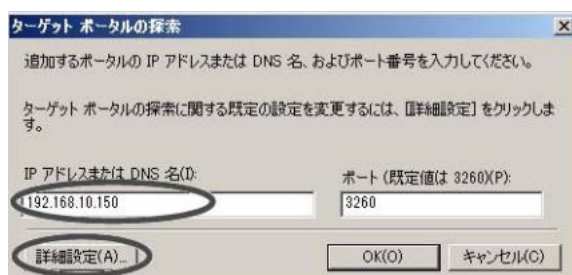 ターゲット ポータルの探索
追加するポータルの IP アドレスまたは DNS 名、およびポート番号を入力してください。
ターゲット ポータルの探索に関する既定の設定を変更するには、[詳細設定] をクリックしま
す。
IP アドレスまたは DNS 名(I):
ポート (既定値は 3260)(P):
192.168.10.150
3260
詳細設定(A)...
OK(O)
キャンセル(C)